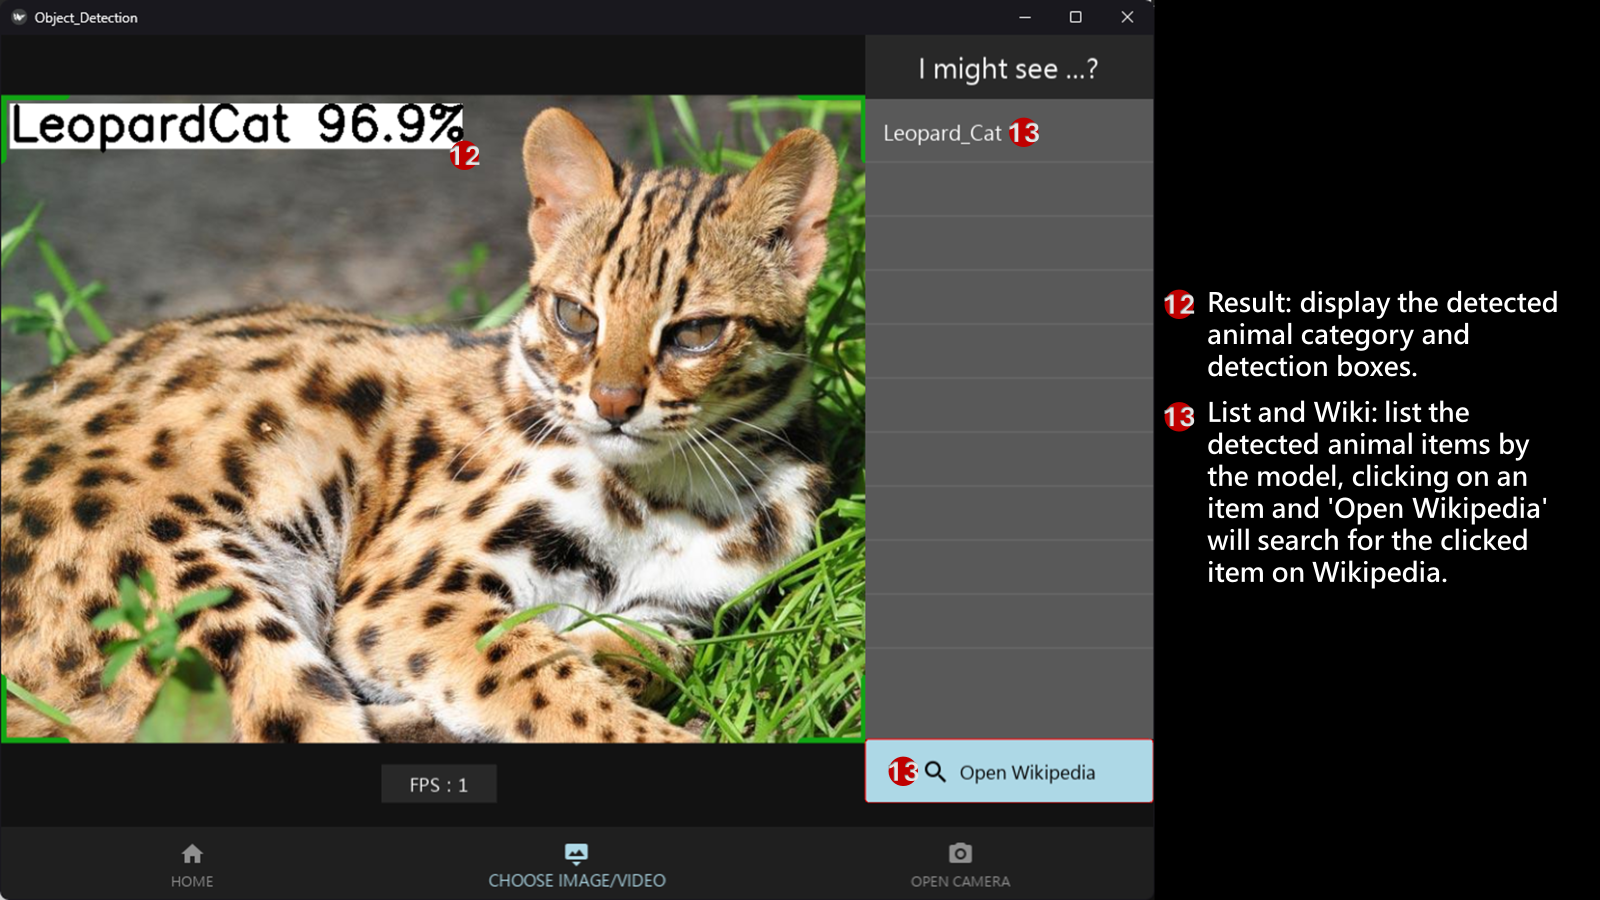 Object_Detection
I might see ...?
LeopardCat 96.9%
12
Leopard_Cat 13
12 Result: display the detected
animal category and
detection boxes.
13 List and Wiki: list the
detected animal items by
the model, clicking on an
item and 'Open Wikipedia'
will search for the clicked
item on Wikipedia.
13 Open Wikipedia
FPS : 1
HOME
CHOOSE IMAGE/VIDEO
OPEN CAMERA